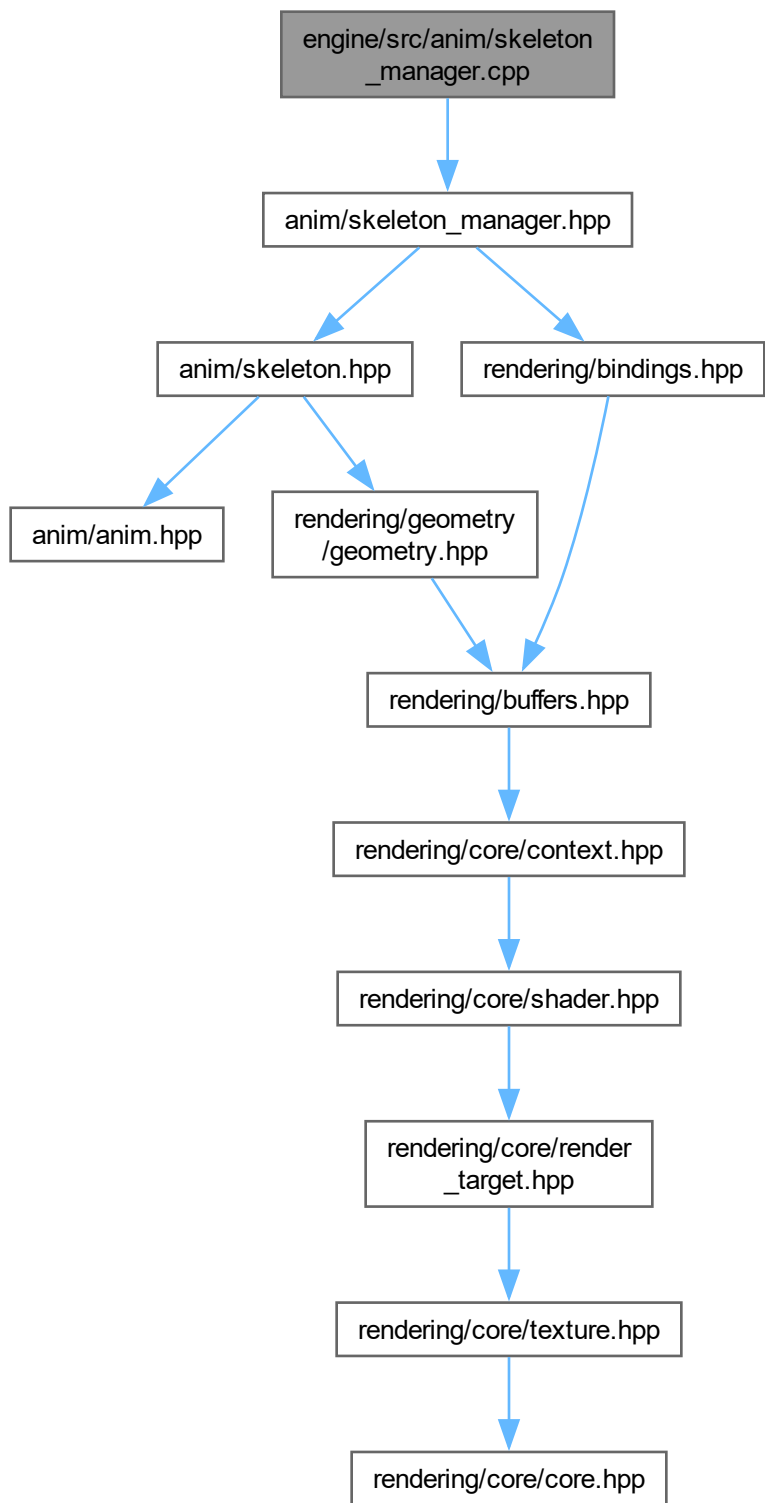 engine/src/anim/skeleton
_manager.cpp
anim/skeleton_manager.hpp
anim/skeleton.hpp
rendering/bindings.hpp
anim/anim.hpp
rendering/geometry
/geometry.hpp
rendering/buffers.hpp
rendering/core/context.hpp
rendering/core/shader.hpp
rendering/core/render
_target.hpp
rendering/core/texture.hpp
rendering/core/core.hpp